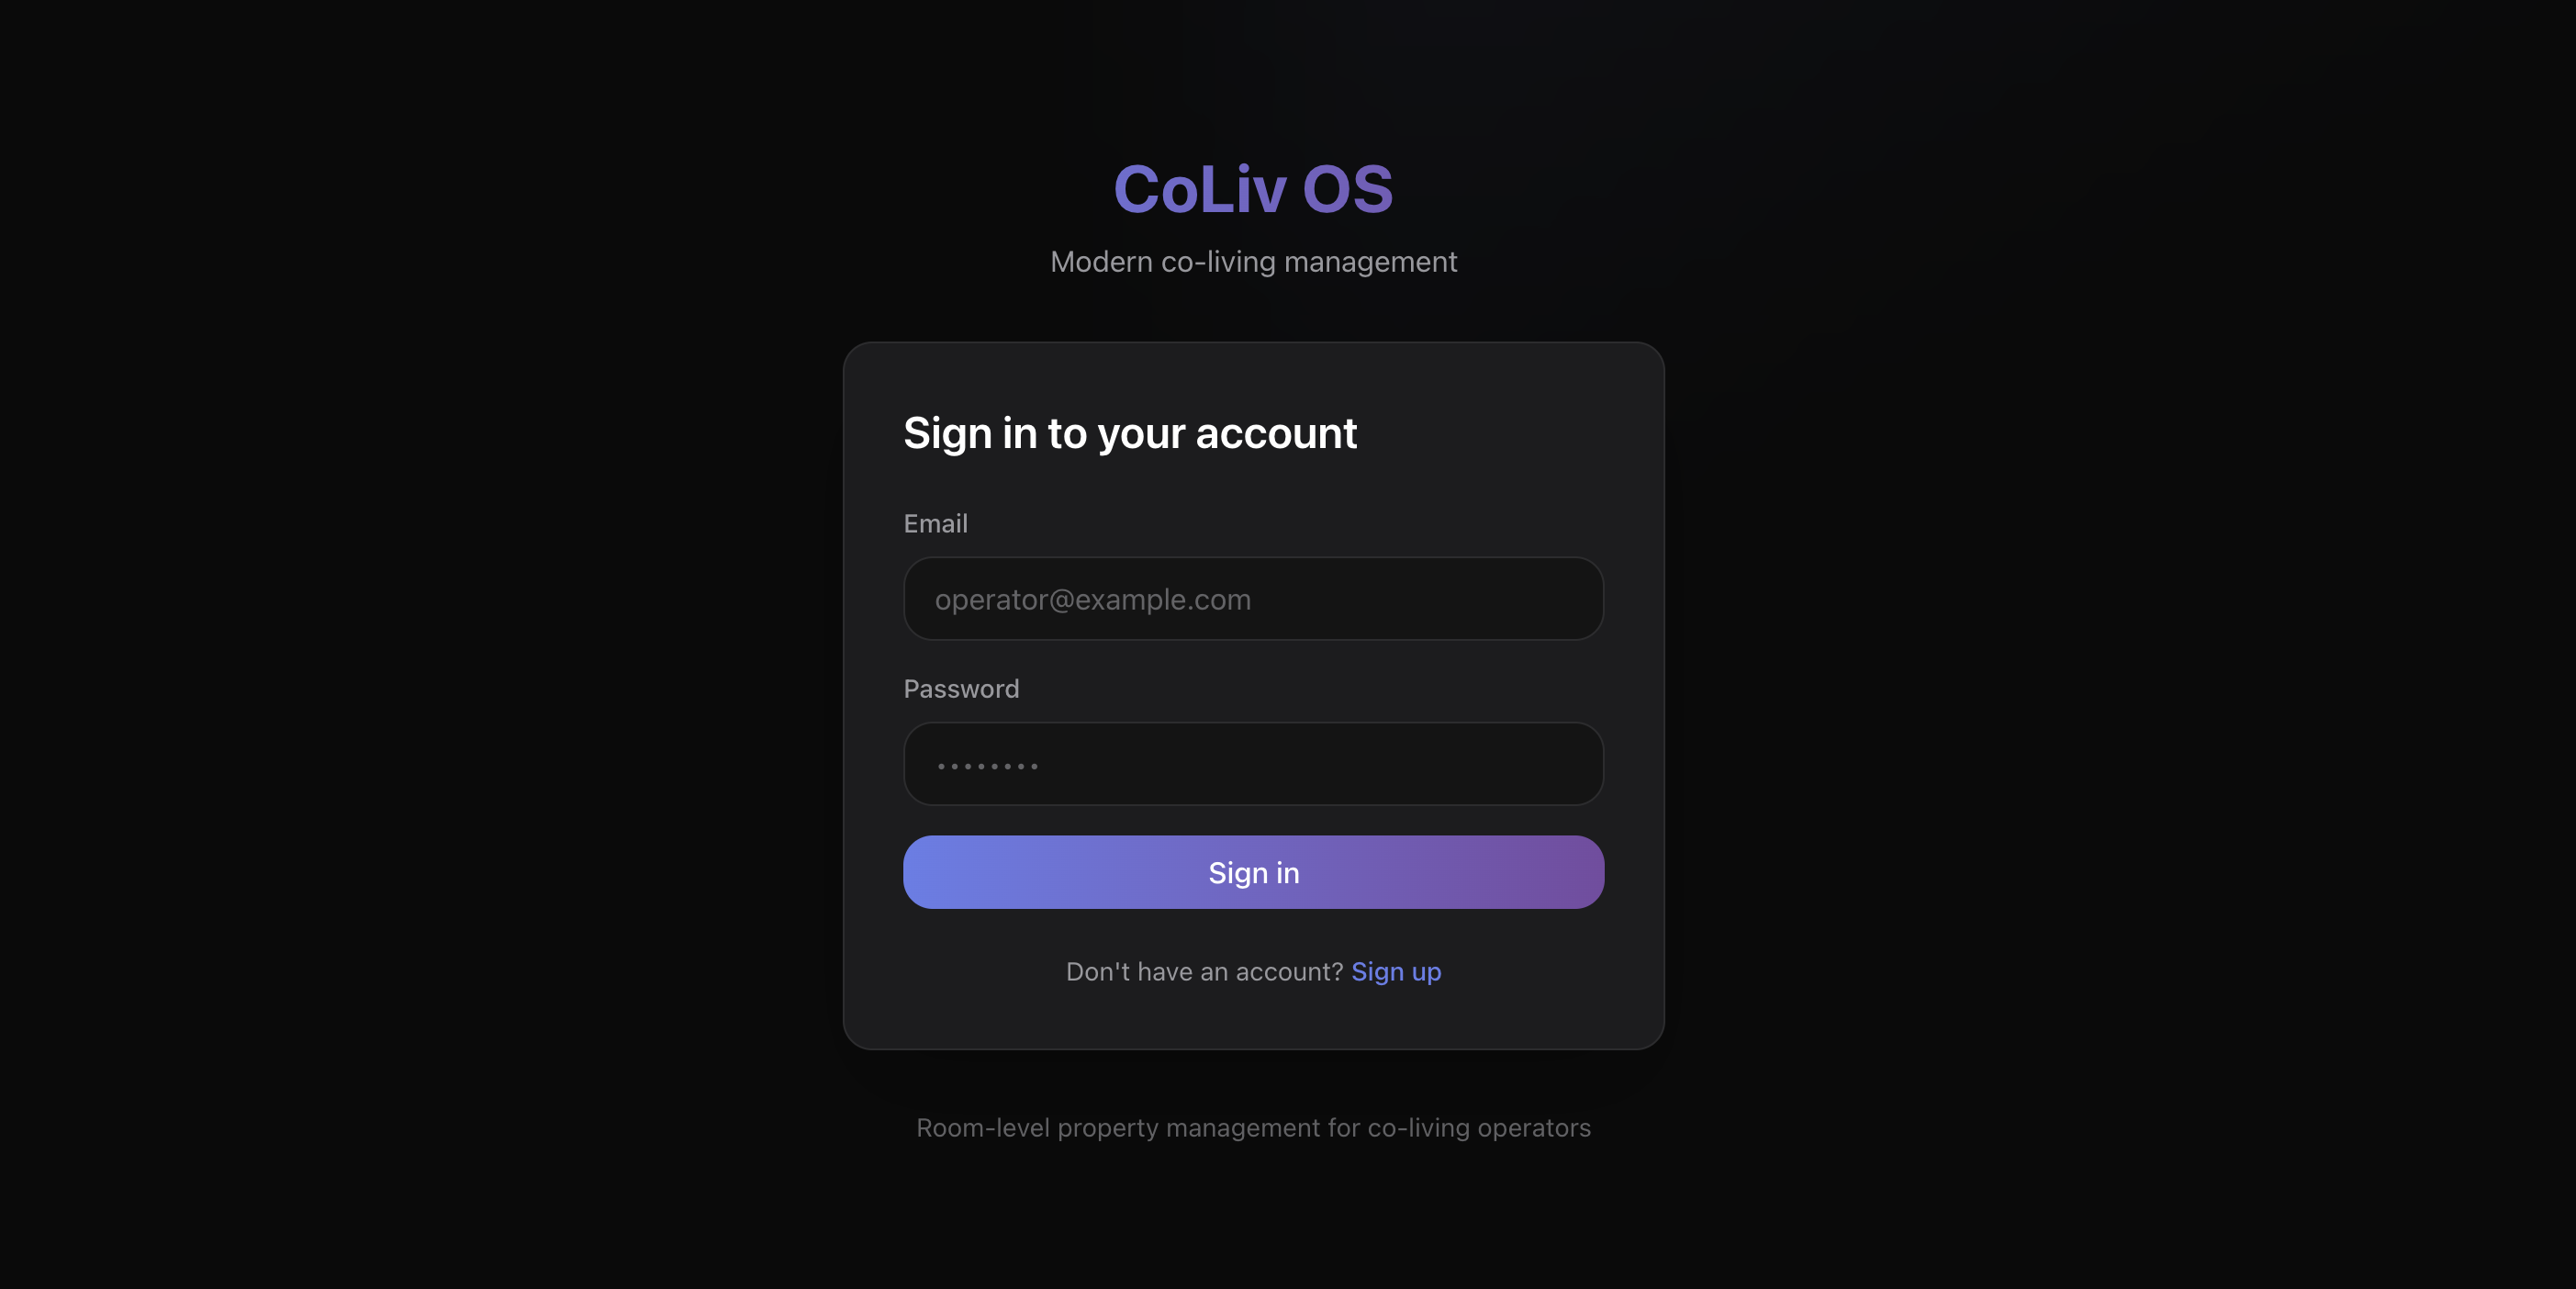 CoLiv OS
Modern co-living management
Sign in to your account
Email
operator@example.com
Password
••••••••
Sign in
Don't have an account? Sign up
Room-level property management for co-living operators